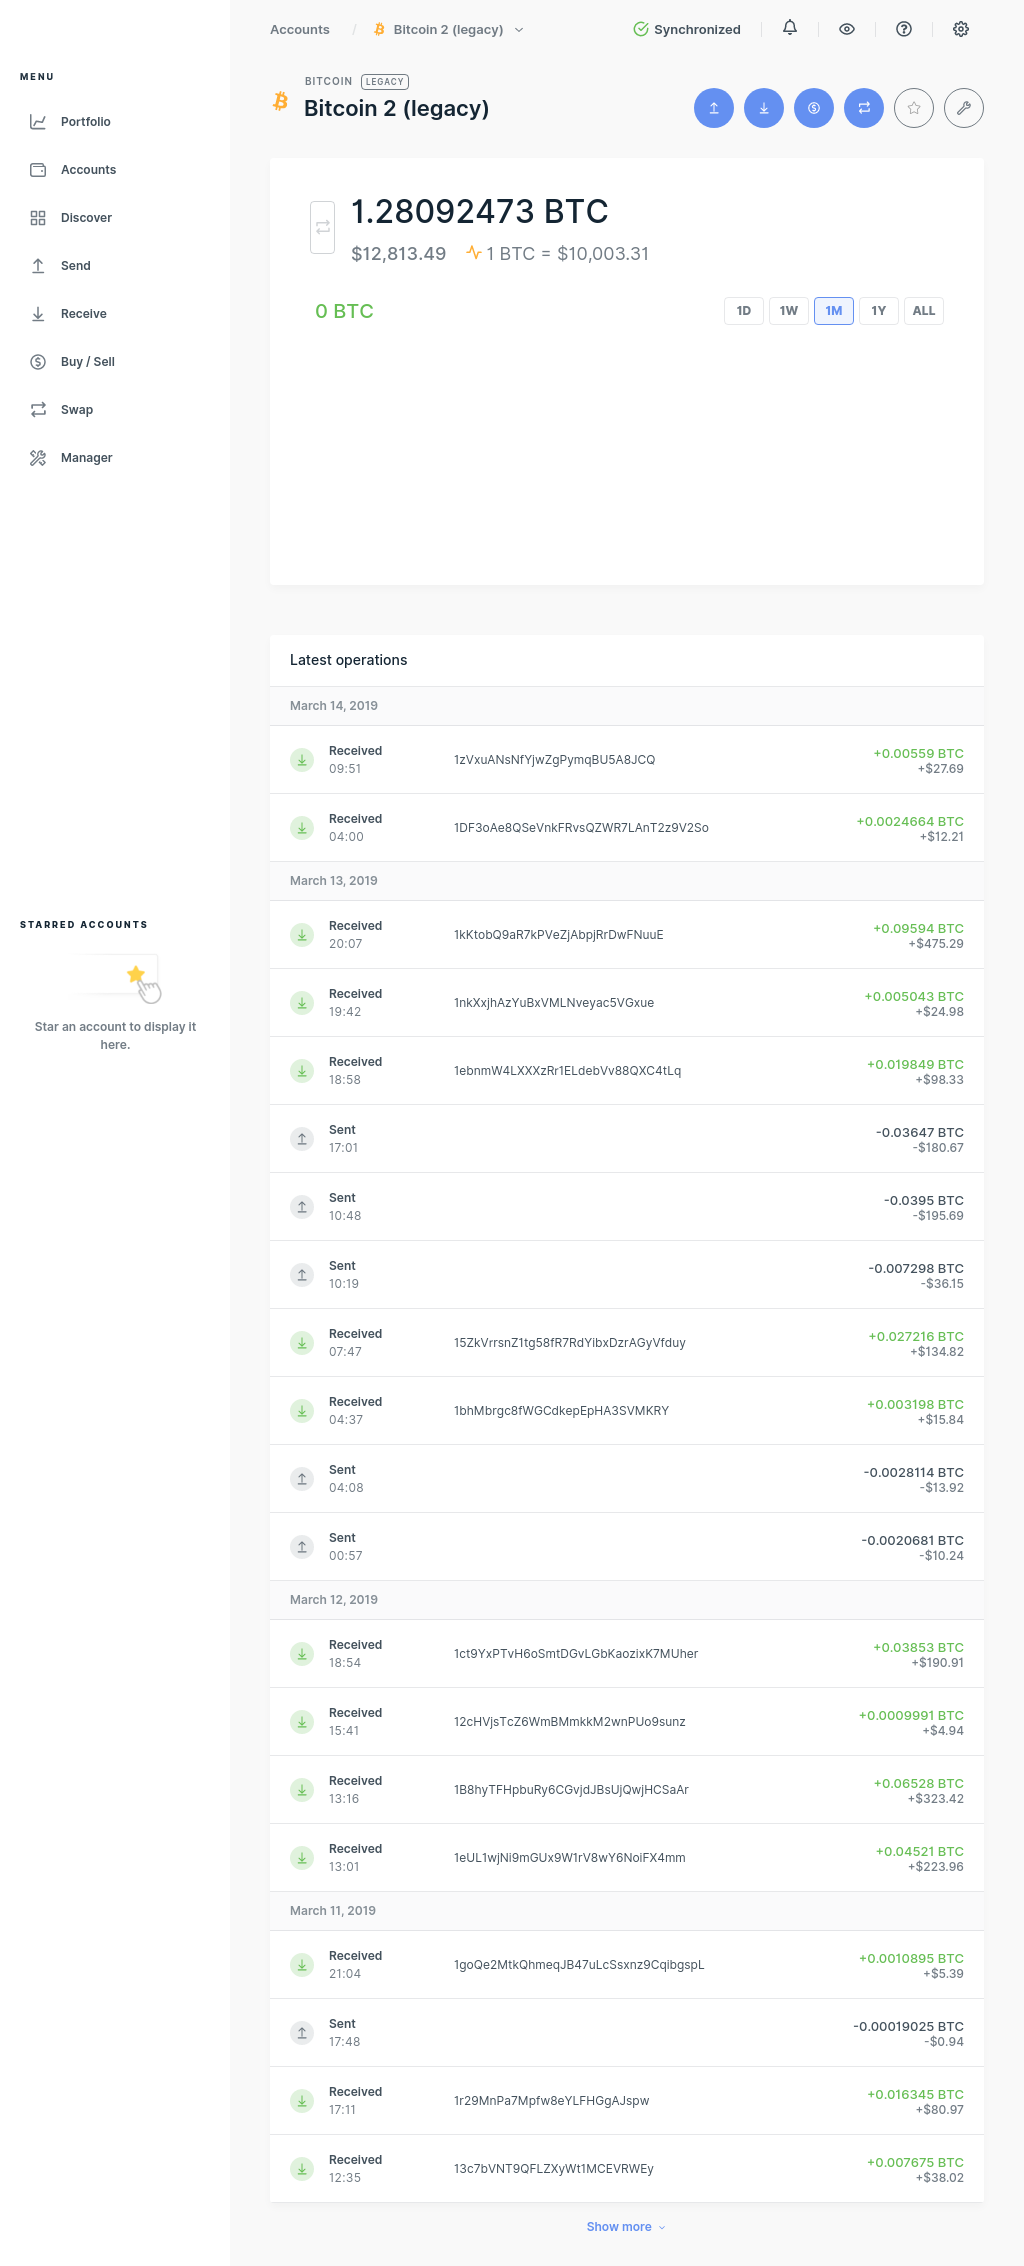 Accounts / Bitcoin 2 (legacy)
Synchronized
MENU
Portfolio
Accounts
Discover
Send
Receive
Buy / Sell
Swap
Manager
STARRED ACCOUNTS
Star an account to display it
here.
BITCOIN LEGACY
Bitcoin 2 (legacy)
1.28092473 BTC
$12,813.49 1 BTC = $10,003.31
0 BTC
1D 1W 1M 1Y ALL
Latest operations
March 14, 2019
Received 1zVxuANsNfYjwZgPymqBU5A8JCQ +0.00559 BTC
09:51 +$27.69
Received 1DF3oAe8QSeVnkFRvsQZWR7LAnT2z9V2So +0.0024664 BTC
04:00 +$12.21
March 13, 2019
Received 1kKtobQ9aR7kPVeZjAbpjRrDwFNuuE +0.09594 BTC
20:07 +$475.29
Received 1nkXxjhAzYuBxVMLNveyac5VGxue +0.005043 BTC
19:42 +$24.98
Received 1ebnmW4LXXXzRr1ELdebVv88QXC4tLq +0.019849 BTC
18:58 +$98.33
Sent -0.03647 BTC
17:01 -$180.67
Sent -0.0395 BTC
10:48 -$195.69
Sent -0.007298 BTC
10:19 -$36.15
Received 15ZkVrrsnZ1tg58fR7RdYibxDzrAGyVfduy +0.027216 BTC
07:47 +$134.82
Received 1bhMbrgc8fWGCdkepEpHA3SVMKRY +0.003198 BTC
04:37 +$15.84
Sent -0.0028114 BTC
04:08 -$13.92
Sent -0.0020681 BTC
00:57 -$10.24
March 12, 2019
Received 1ct9YxPTvH6oSmtDGvLGbKaozixK7MUher +0.03853 BTC
18:54 +$190.91
Received 12cHVjsTcZ6WmBMmkkM2wnPUo9sunz +0.0009991 BTC
15:41 +$4.94
Received 1B8hyTFHpbuRy6CGvjdJBsUjQwjHCSaAr +0.06528 BTC
13:16 +$323.42
Received 1eUL1wjNi9mGUx9W1rV8wY6NoiFX4mm +0.04521 BTC
13:01 +$223.96
March 11, 2019
Received 1goQe2MtkQhmeqJB47uLcSsxnz9CqibgspL +0.0010895 BTC
21:04 +$5.39
Sent -0.00019025 BTC
17:48 -$0.94
Received 1r29MnPa7Mpfw8eYLFHGgAJspw +0.016345 BTC
17:11 +$80.97
Received 13c7bVNT9QFLZXyWt1MCEVRWEy +0.007675 BTC
12:35 +$38.02
Show more